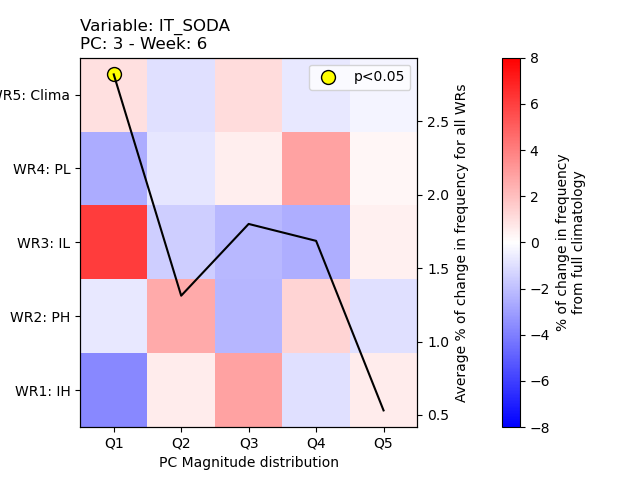 Variable: IT_SODA
PC: 3 - Week: 6
p<0.05
WR5: Clima
WR4: PL
WR3: IL
WR2: PH
WR1: IH
Q1 Q2 Q3 Q4 Q5
PC Magnitude distribution
2.5
2.0
1.5
1.0
0.5
Average % of change in frequency for all WRs
8
6
4
2
0
−2
−4
−6
−8
% of change in frequency
from full climatology